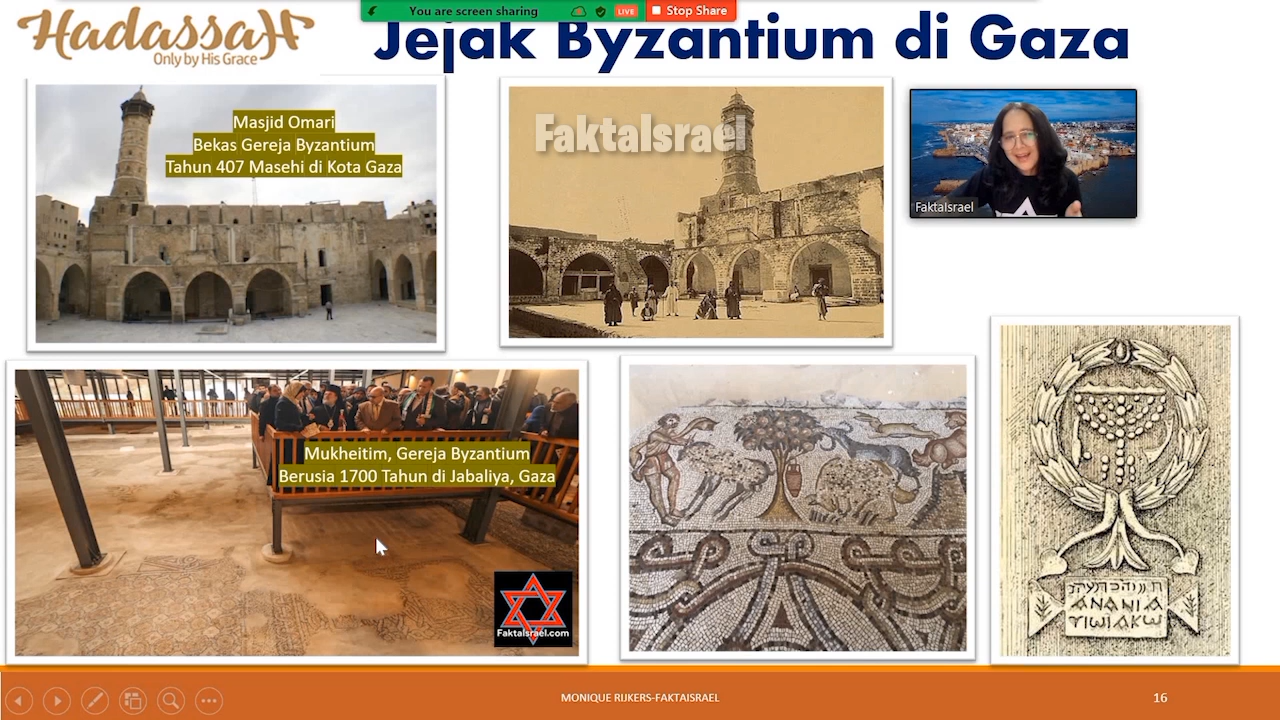 You are screen sharing
LIVE
Stop Share
HadassaH
Only by His Grace
Jejak Byzantium di Gaza
Masjid Omari
Bekas Gereja Byzantium
Tahun 407 Masehi di Kota Gaza
FaktaIsrael
FaktaIsrael
Mukheitim, Gereja Byzantium
Berusia 1700 Tahun di Jabaliya, Gaza
FaktaIsrael.com
ΑΝΑΝΙΑ
MONIQUE RIJKERS-FAKTAISRAEL
16